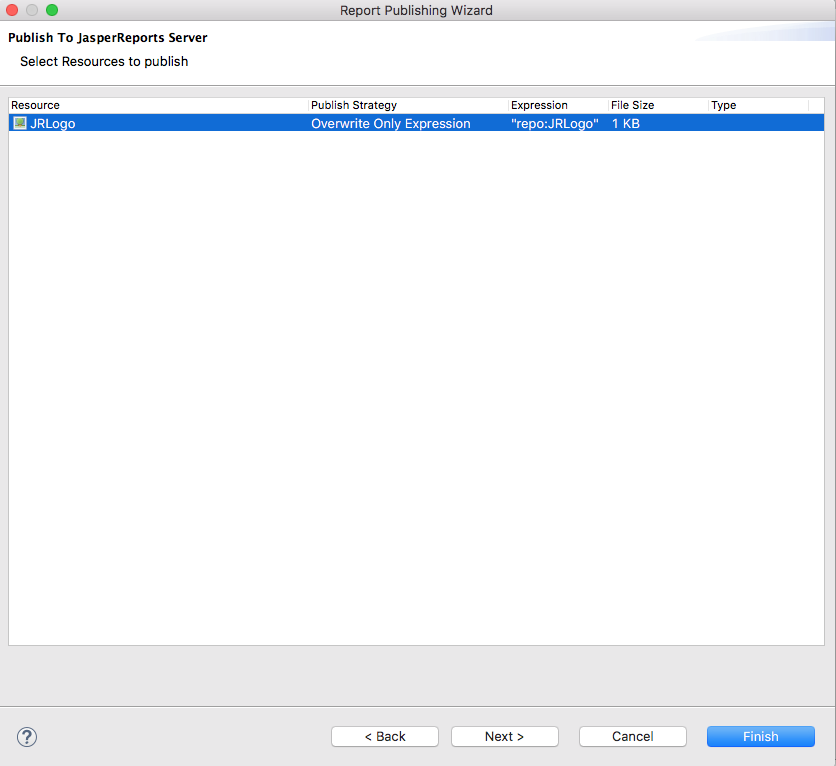 Report Publishing Wizard
Publish To JasperReports Server
Select Resources to publish
Resource Publish Strategy Expression File Size Type
JRLogo Overwrite Only Expression "repo:JRLogo" 1 KB
? < Back Next > Cancel Finish